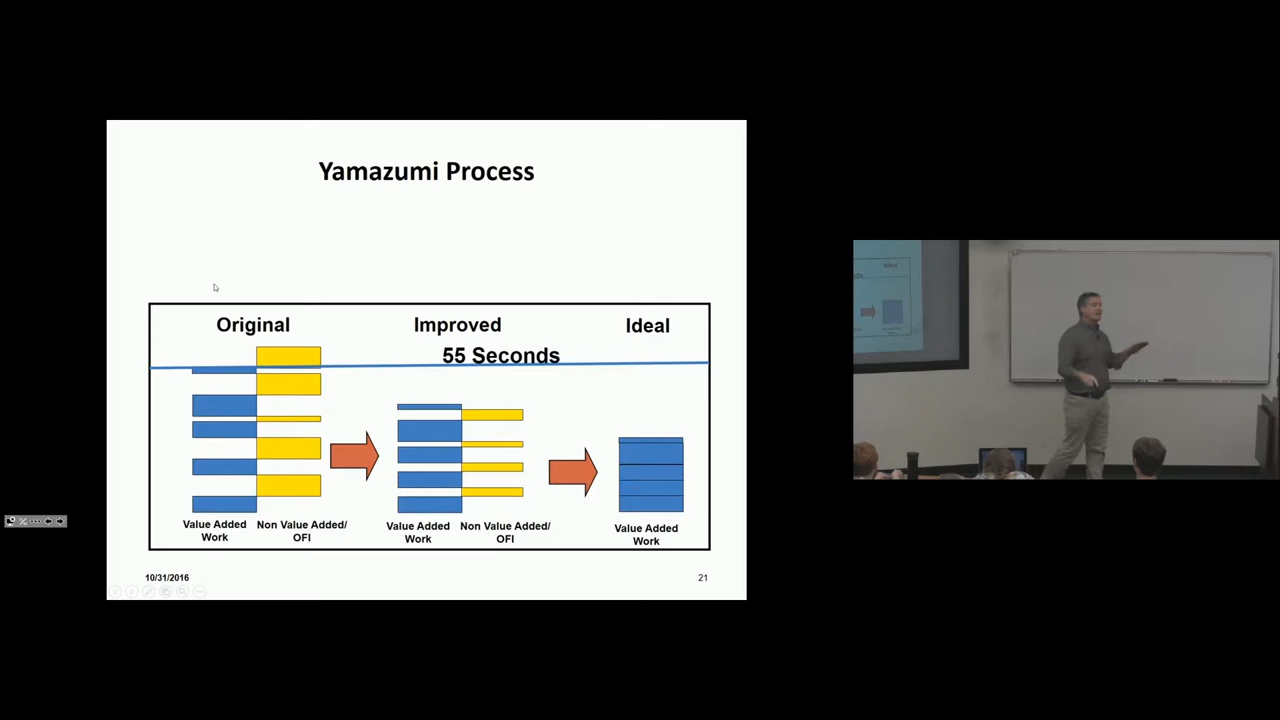 Yamazumi Process
Original
Improved
Ideal
55 Seconds
Value Added
Work
Non Value Added/
OFI
Value Added
Work
Non Value Added/
OFI
Value Added
Work
10/31/2016
21
Ideal